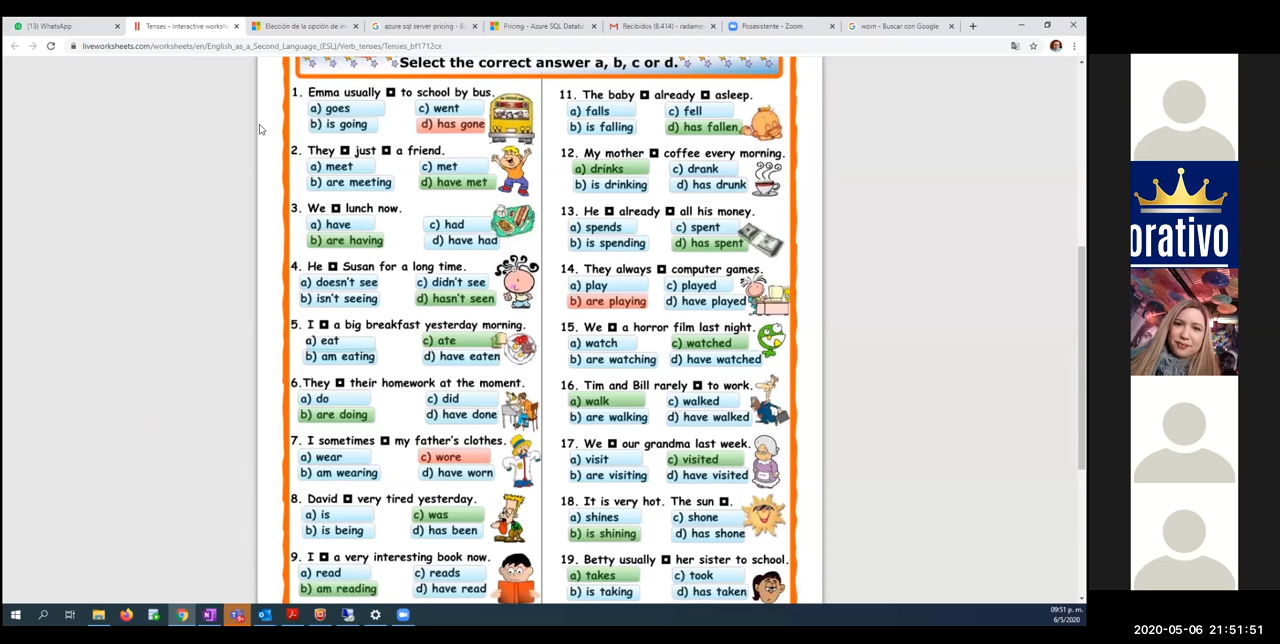 (13) WhatsApp
Tenses - Interactive worksh
Elección de la opción de in
azure sql server pricing - B
Pricing - Azure SQL Datab
Recibidos (8.414) - radame
Posasistente - Zoom
worn - Buscar con Google
liveworksheets.com/worksheets/en/English_as_a_Second_Language_(ESL)/Verb_tenses/Tenses_bf1712cx
Select the correct answer a, b, c or d.
1. Emma usually to school by bus.
a) goes c) went
b) is going d) has gone
2. They just a friend.
a) meet c) met
b) are meeting d) have met
3. We lunch now.
a) have c) had
b) are having d) have had
4. He Susan for a long time.
a) doesn't see c) didn't see
b) isn't seeing d) hasn't seen
5. I a big breakfast yesterday morning.
a) eat c) ate
b) am eating d) have eaten
6.They their homework at the moment.
a) do c) did
b) are doing d) have done
7. I sometimes my father's clothes.
a) wear c) wore
b) am wearing d) have worn
8. David very tired yesterday.
a) is c) was
b) is being d) has been
9. I a very interesting book now.
a) read c) reads
b) am reading d) have read
11. The baby already asleep.
a) falls c) fell
b) is falling d) has fallen
12. My mother coffee every morning.
a) drinks c) drank
b) is drinking d) has drunk
13. He already all his money.
a) spends c) spent
b) is spending d) has spent
14. They always computer games.
a) play c) played
b) are playing d) have played
15. We a horror film last night.
a) watch c) watched
b) are watching d) have watched
16. Tim and Bill rarely to work.
a) walk c) walked
b) are walking d) have walked
17. We our grandma last week.
a) visit c) visited
b) are visiting d) have visited
18. It is very hot. The sun .
a) shines c) shone
b) is shining d) has shone
19. Betty usually her sister to school.
a) takes c) took
b) is taking d) has taken
orativo
09:51 p. m.
6/5/2020
2020-05-06 21:51:51